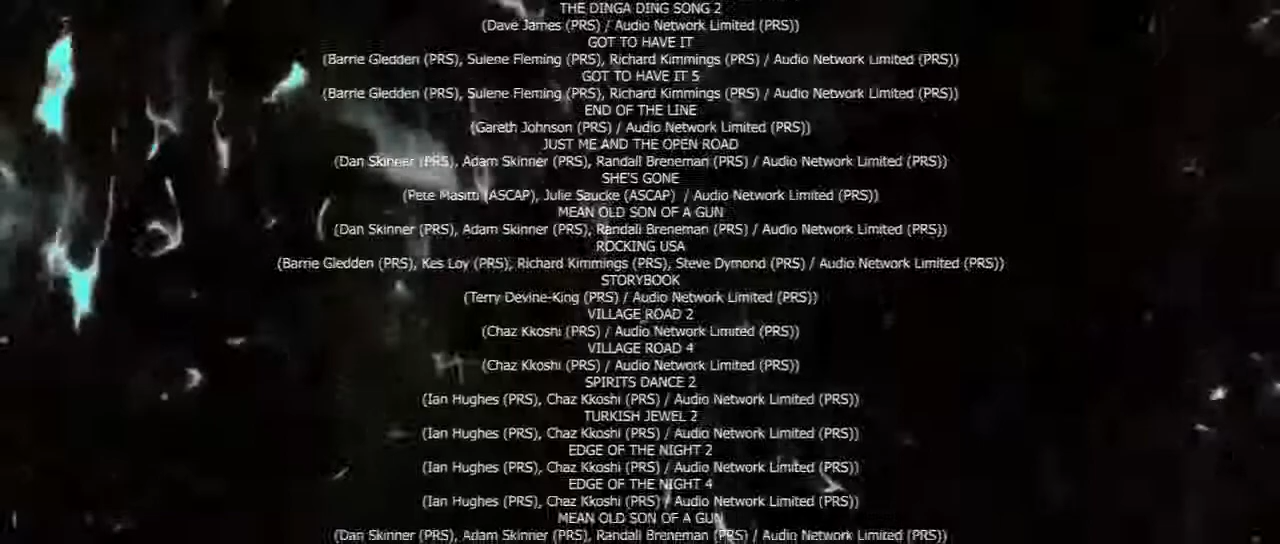 THE DINGA DING SONG 2
(Dave James (PRS) / Audio Network Limited (PRS))
GOT TO HAVE IT
(Barrie Gledden (PRS), Sulene Fleming (PRS), Richard Kimmings (PRS) / Audio Network Limited (PRS))
GOT TO HAVE IT 5
(Barrie Gledden (PRS), Sulene Fleming (PRS), Richard Kimmings (PRS) / Audio Network Limited (PRS))
END OF THE LINE
(Gareth Johnson (PRS) / Audio Network Limited (PRS))
JUST ME AND THE OPEN ROAD
(Dan Skinner (PRS), Adam Skinner (PRS), Randall Breneman (PRS) / Audio Network Limited (PRS))
SHE'S GONE
(Pete Masitti (ASCAP), Julie Saucke (ASCAP) / Audio Network Limited (PRS))
MEAN OLD SON OF A GUN
(Dan Skinner (PRS), Adam Skinner (PRS), Randall Breneman (PRS) / Audio Network Limited (PRS))
ROCKING USA
(Barrie Gledden (PRS), Kes Loy (PRS), Richard Kimmings (PRS), Steve Dymond (PRS) / Audio Network Limited (PRS))
STORYBOOK
(Terry Devine-King (PRS) / Audio Network Limited (PRS))
VILLAGE ROAD 2
(Chaz Kkoshi (PRS) / Audio Network Limited (PRS))
VILLAGE ROAD 4
(Chaz Kkoshi (PRS) / Audio Network Limited (PRS))
SPIRITS DANCE 2
(Ian Hughes (PRS), Chaz Kkoshi (PRS) / Audio Network Limited (PRS))
TURKISH JEWEL 2
(Ian Hughes (PRS), Chaz Kkoshi (PRS) / Audio Network Limited (PRS))
EDGE OF THE NIGHT 2
(Ian Hughes (PRS), Chaz Kkoshi (PRS) / Audio Network Limited (PRS))
EDGE OF THE NIGHT 4
(Ian Hughes (PRS), Chaz Kkoshi (PRS) / Audio Network Limited (PRS))
MEAN OLD SON OF A GUN
(Dan Skinner (PRS), Adam Skinner (PRS), Randall Breneman (PRS) / Audio Network Limited (PRS))